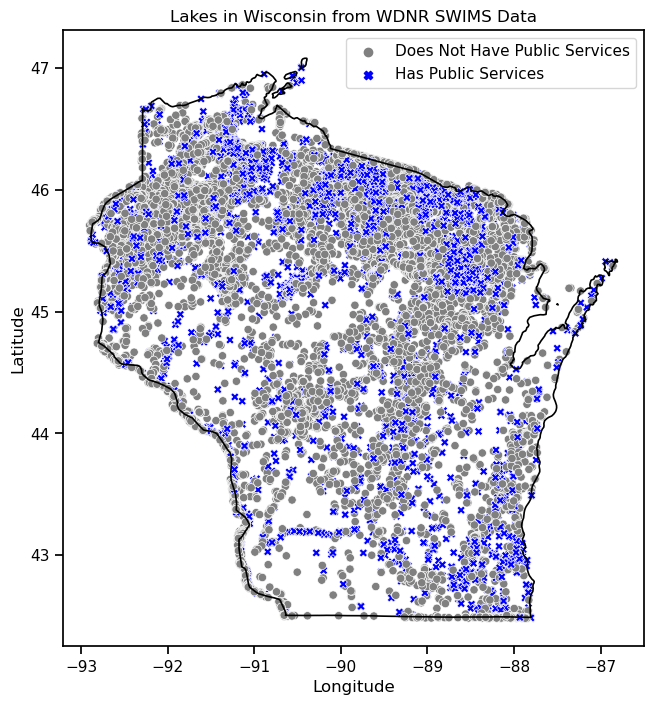 Lakes in Wisconsin from WDNR SWIMS Data
Does Not Have Public Services
Has Public Services
47
46
45
44
43
Latitude
−93 −92 −91 −90 −89 −88 −87
Longitude